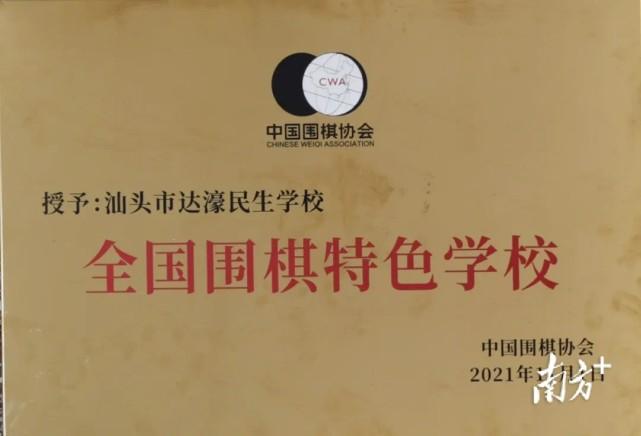 CWA
中国围棋协会
CHINESE WEIQI ASSOCIATION
授予:汕头市达濠民生学校
全国围棋特色学校
中国围棋协会
2021年
南方+